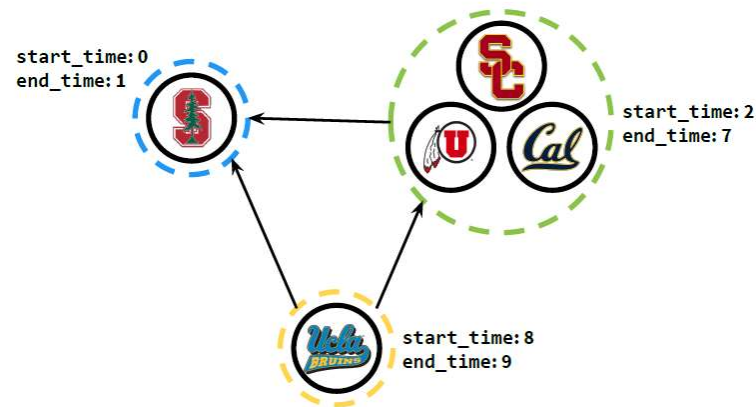 start_time: 0
end_time: 1
S
SC
U
Cal
start_time: 2
end_time: 7
Ucla
BRUINS
start_time: 8
end_time: 9